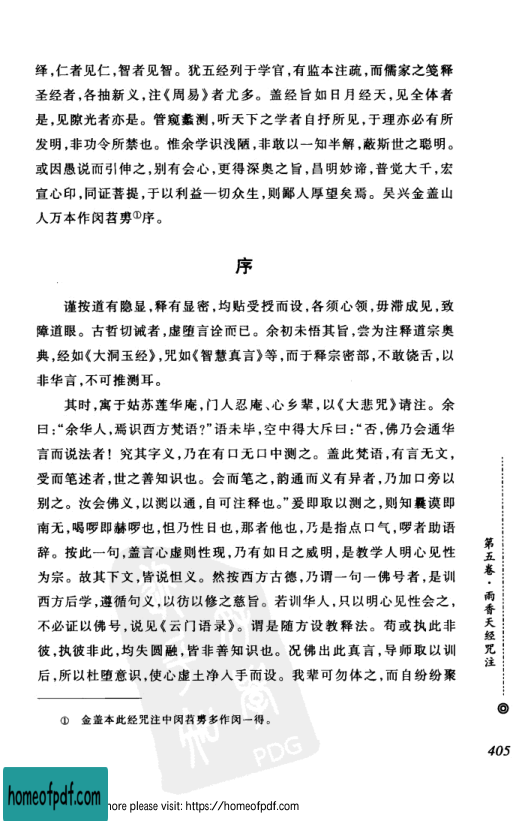 绎,仁者见仁,智者见智。犹五经列于学官,有监本注疏,而儒家之笺释
圣经者,各抽新义,注《周易》者尤多。盖经旨如日月经天,见全体者
是,见隙光者亦是。管窥蠡测,听天下之学者自抒所见,于理亦必有所
发明,非功令所禁也。惟余学识浅陋,非敢以一知半解,蔽斯世之聪明。
或因愚说而引伸之,别有会心,更得深奥之旨,昌明妙谛,普觉大千,宏
宣心印,同证菩提,于以利益一切众生,则鄙人厚望矣焉。吴兴金盖山
人万本作闵苕旉①序。
序
谨按道有隐显,释有显密,均贴受授而设,各须心领,毋滞成见,致
障道眼。古哲切诫者,虚堕言诠而已。余初未悟其旨,尝为注释道宗奥
典,经如《大洞玉经》,咒如《智慧真言》等,而于释宗密部,不敢饶舌,以
非华言,不可推测耳。
其时,寓于姑苏莲华庵,门人忍庵、心乡辈,以《大悲咒》请注。余
曰:“余华人,焉识西方梵语?”语未毕,空中得大斥曰:“否,佛乃会通华
言而说法者!究其字义,乃在有口无口中测之。盖此梵语,有言无文,
受而笔述者,世之善知识也。会而笔之,韵通而义有异者,乃加口旁以
别之。汝会佛义,以测以通,自可注释也。”爰即取以测之,则知曩谟即
南无,喝啰即赫啰也,怛乃性日也,那者他也,乃是指点口气,啰者助语
辞。按此一句,盖言心虚则性现,乃有如日之威明,是教学人明心见性
为宗。故其下文,皆说怛义。然按西方古德,乃谓一句一佛号者,是训
西方后学,遵循句义,以彷以修之慈旨。若训华人,只以明心见性会之,
不必证以佛号,说见《云门语录》。谓是随方设教释法。苟或执此非
彼,执彼非此,均失圆融,皆非善知识也。况佛出此真言,导师取以训
后,所以杜堕意识,使心虚土净人手而设。我辈可勿体之,而自纷纷聚
① 金盖本此经咒注中闵苕旉多作闵一得。
第五卷·雨香天经咒注
405
PDG
homeofpdf.com
more please visit: https://homeofpdf.com